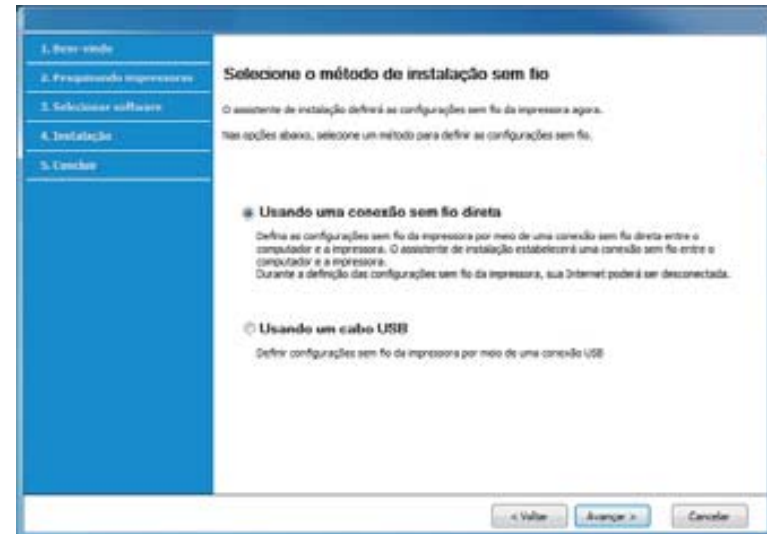 1. Bem-vindo
2. Pesquisando impressoras
3. Selecionar software
4. Instalação
5. Concluir
Selecione o método de instalação sem fio
O assistente de instalação definirá as configurações sem fio da impressora agora.
Nas opções abaixo, selecione um método para definir as configurações sem fio.
Usando uma conexão sem fio direta
Defina as configurações sem fio da impressora por meio de uma conexão sem fio direta entre o
computador e a impressora. O assistente de instalação estabelecerá uma conexão sem fio entre o
computador e a impressora.
Durante a definição das configurações sem fio da impressora, sua Internet poderá ser desconectada.
Usando um cabo USB
Definir configurações sem fio da impressora por meio de uma conexão USB
< Voltar
Avançar >
Cancelar